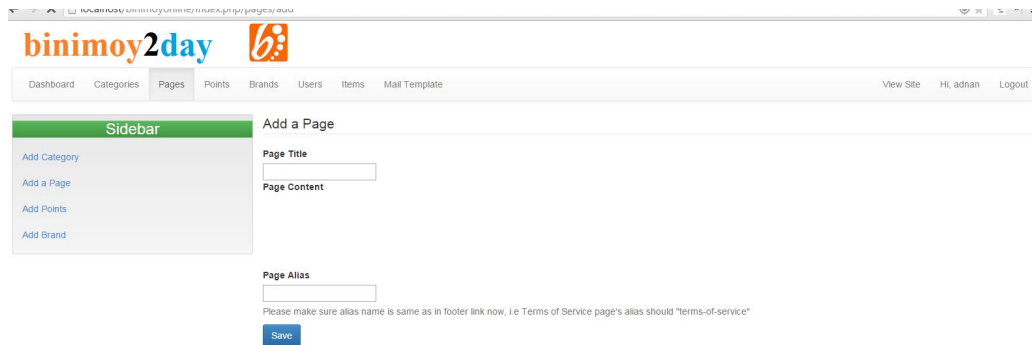 localhost/binimoyonline/index.php/pages/add
binimoy2day b:
Dashboard Categories Pages Points Brands Users Items Mail Template View Site Hi, adnan Logout
Sidebar
Add Category
Add a Page
Add Points
Add Brand
Add a Page
Page Title
Page Content
Page Alias
Please make sure alias name is same as in footer link now, i.e Terms of Service page's alias should "terms-of-service"
Save